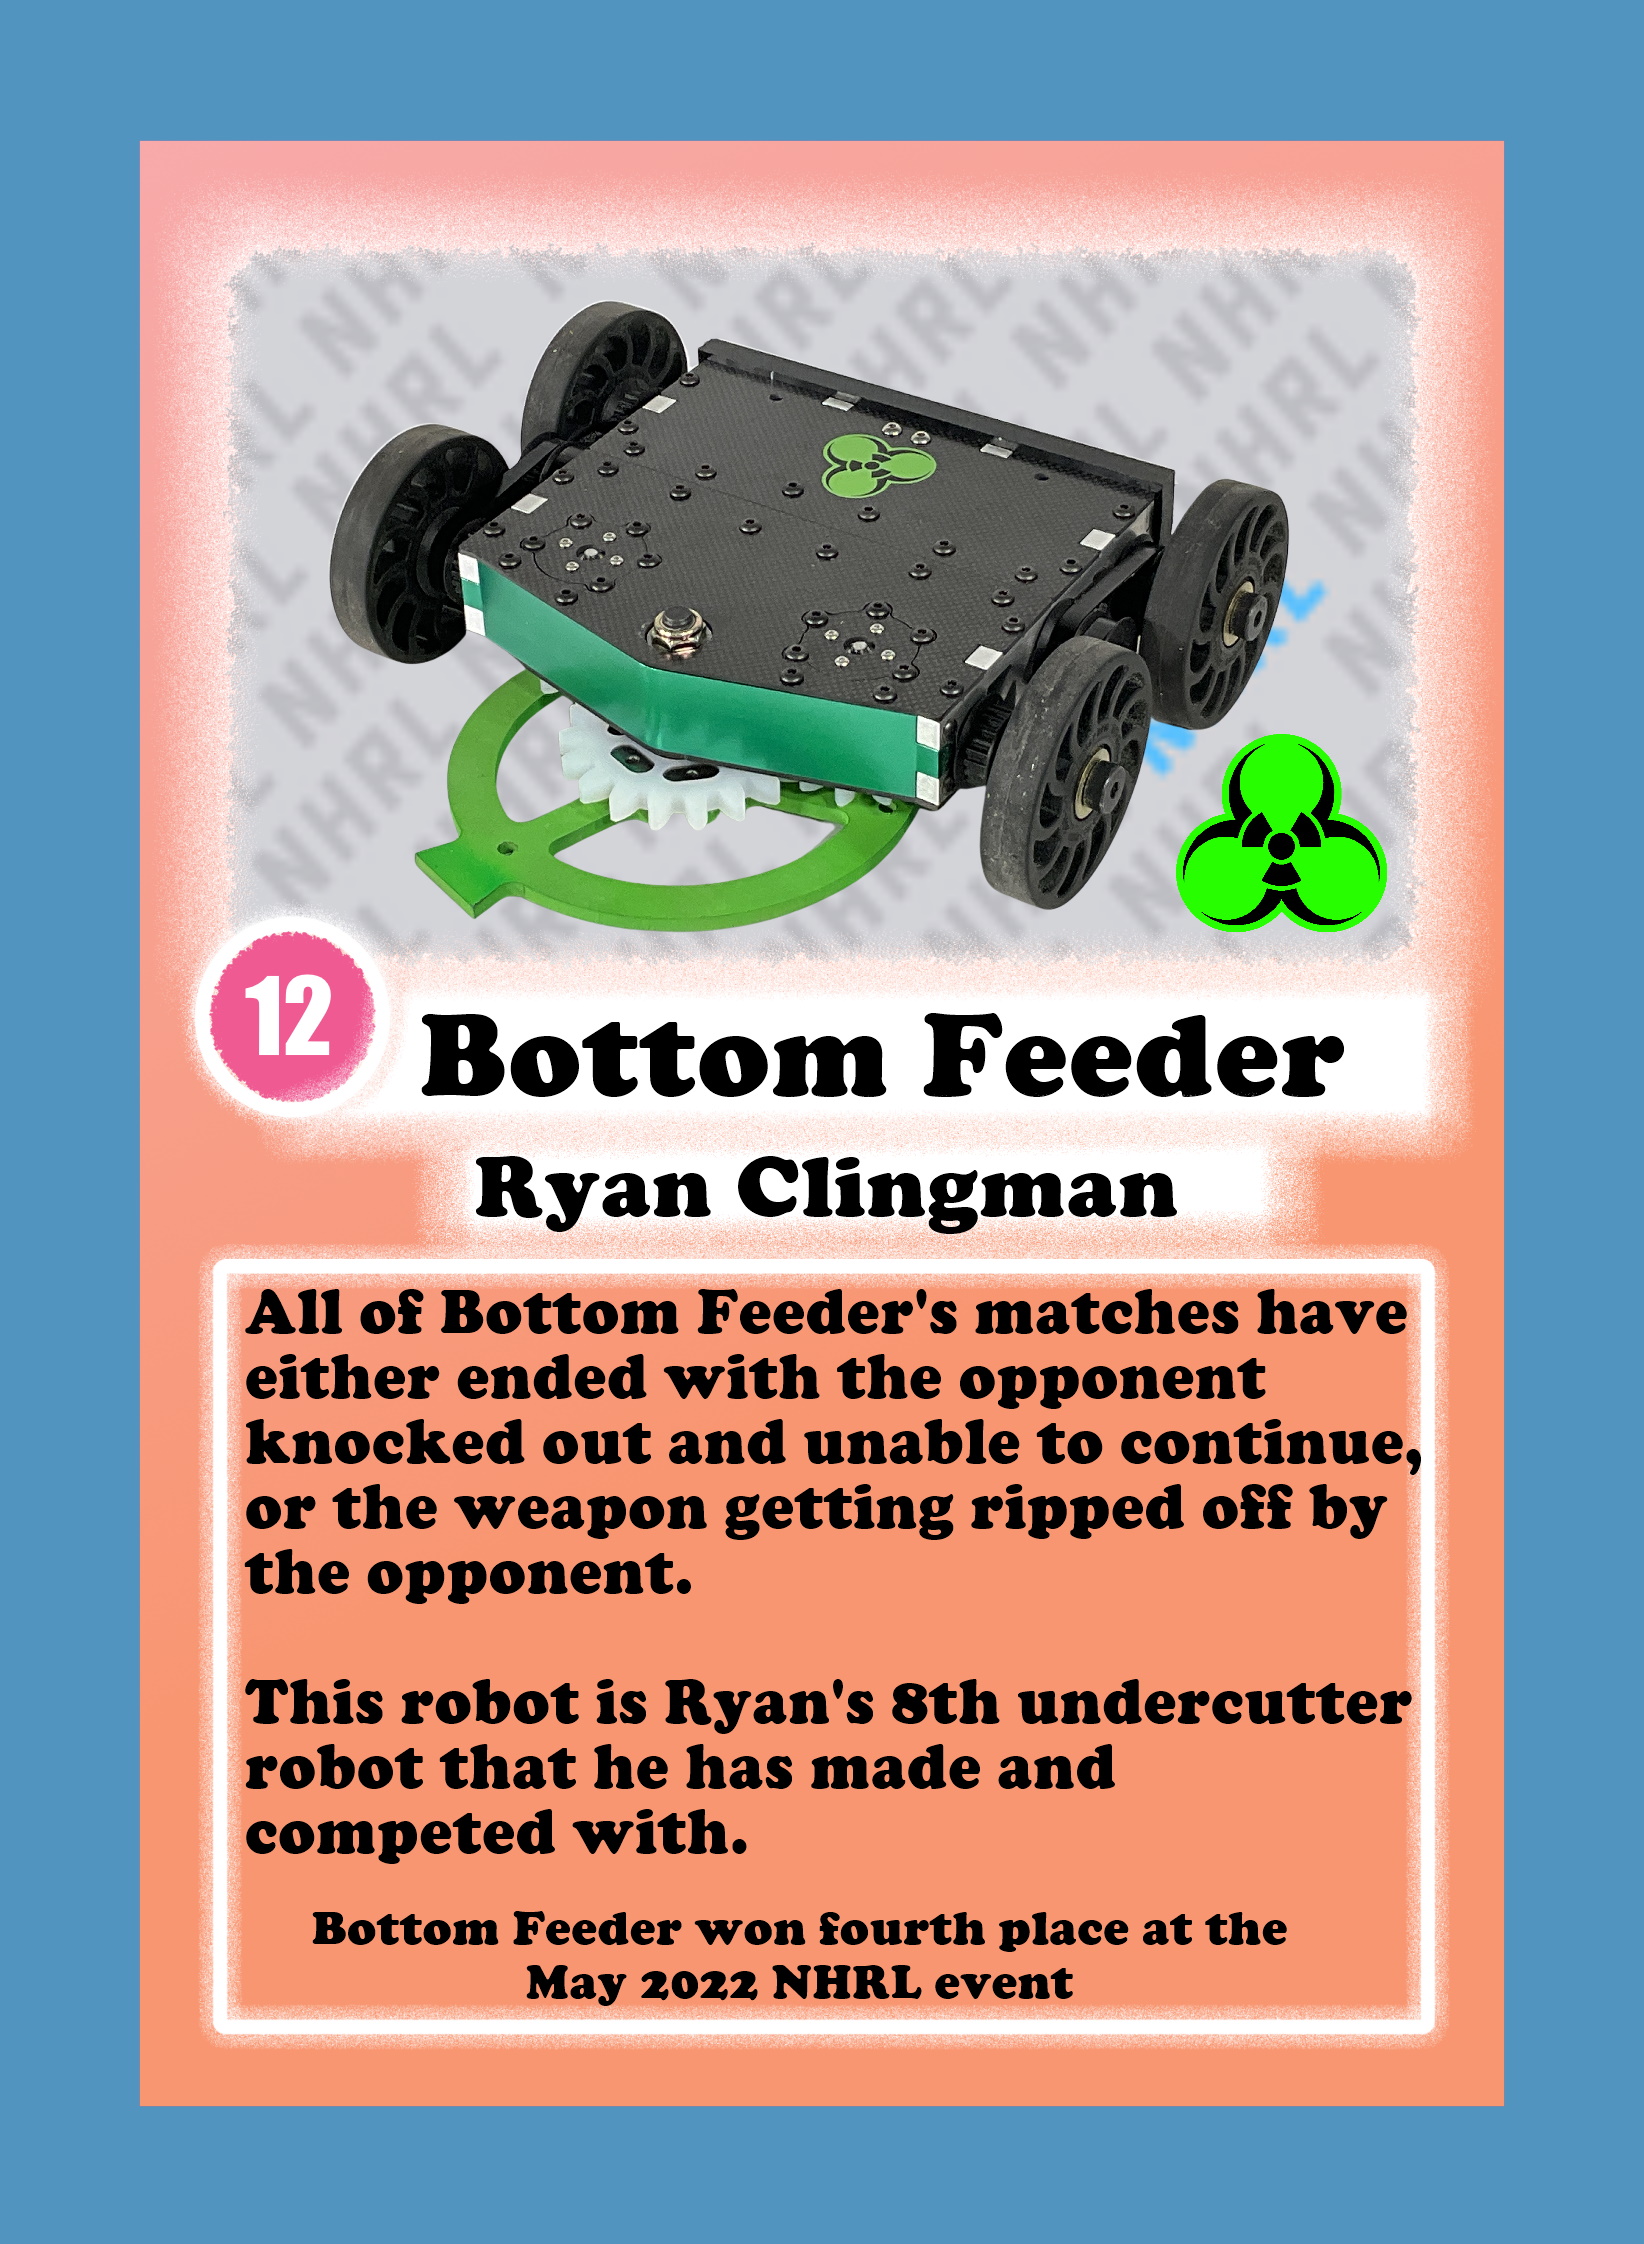 NHRL
12
Bottom Feeder
Ryan Clingman
All of Bottom Feeder's matches have
either ended with the opponent
knocked out and unable to continue,
or the weapon getting ripped off by
the opponent.
This robot is Ryan's 8th undercutter
robot that he has made and
competed with.
Bottom Feeder won fourth place at the
May 2022 NHRL event